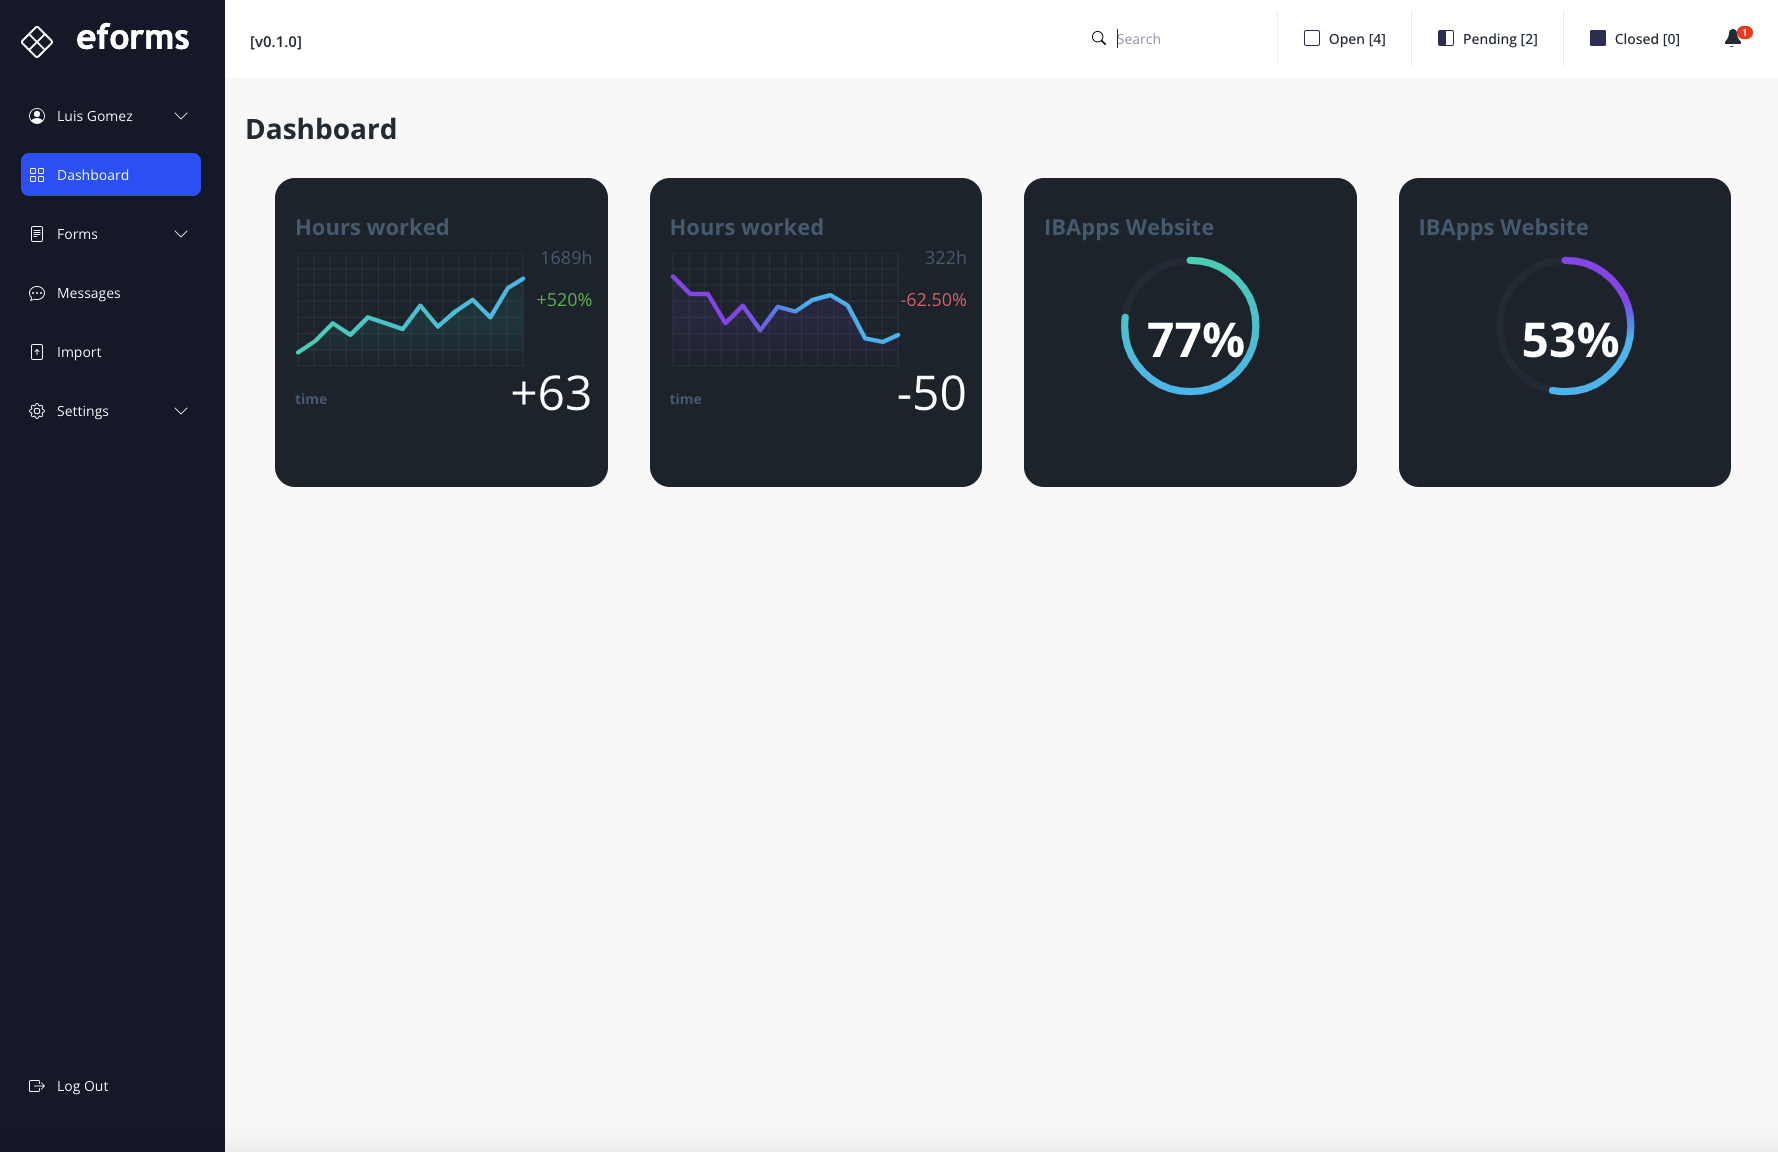 eforms
Luis Gomez
Dashboard
Forms
Messages
Import
Settings
Log Out
[v0.1.0]
Search
Open [4]
Pending [2]
Closed [0]
1
Dashboard
Hours worked
1689h
+520%
time
+63
Hours worked
322h
-62.50%
time
-50
IBApps Website
77%
IBApps Website
53%